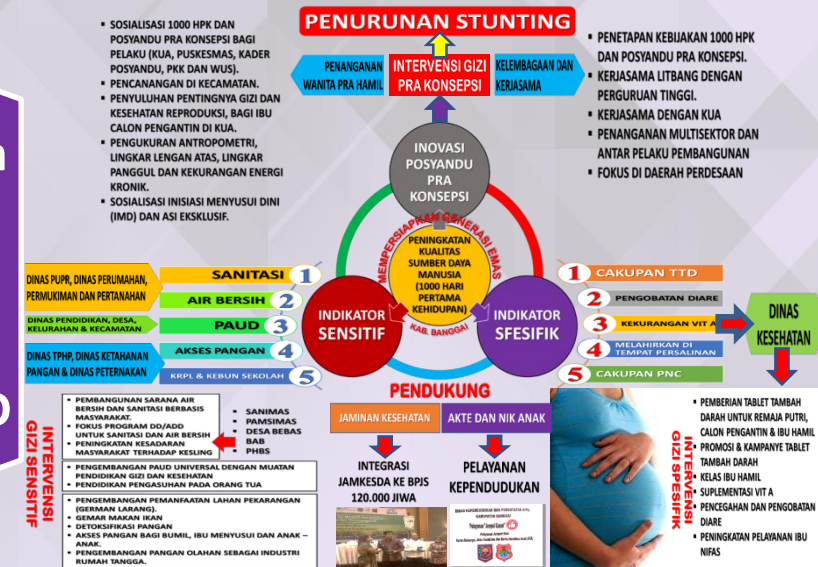 PENURUNAN STUNTING
▪ SOSIALISASI 1000 HPK DAN
POSYANDU PRA KONSEPSI BAGI
PELAKU (KUA, PUSKESMAS, KADER
POSYANDU, PKK DAN WUS).
▪ PENCANANGAN DI KECAMATAN.
▪ PENYULUHAN PENTINGNYA GIZI DAN
KESEHATAN REPRODUKSI, BAGI IBU
CALON PENGANTIN DI KUA.
▪ PENGUKURAN ANTROPOMETRI,
LINGKAR LENGAN ATAS, LINGKAR
PANGGUL DAN KEKURANGAN ENERGI
KRONIK.
▪ SOSIALISASI INISIASI MENYUSUI DINI
(IMD) DAN ASI EKSKLUSIF.
PENANGANAN
WANITA PRA HAMIL
INTERVENSI GIZI
PRA KONSEPSI
KELEMBAGAAN DAN
KERJASAMA
▪ PENETAPAN KEBIJAKAN 1000 HPK
DAN POSYANDU PRA KONSEPSI.
▪ KERJASAMA LITBANG DENGAN
PERGURUAN TINGGI.
▪ KERJASAMA DENGAN KUA
▪ PENANGANAN MULTISEKTOR DAN
ANTAR PELAKU PEMBANGUNAN
▪ FOKUS DI DAERAH PERDESAAN
INOVASI
POSYANDU
PRA
KONSEPSI
MEMPERSIAPKAN GENERASI EMAS
PENINGKATAN
KUALITAS
SUMBER DAYA
MANUSIA
(1000 HARI
PERTAMA
KEHIDUPAN)
KAB. BANGGAI
INDIKATOR
SENSITIF
INDIKATOR
SFESIFIK
DINAS PUPR, DINAS PERUMAHAN,
PERMUKIMAN DAN PERTANAHAN
DINAS PENDIDIKAN, DESA,
KELURAHAN & KECAMATAN
DINAS TPHP, DINAS KETAHANAN
PANGAN & DINAS PETERNAKAN
SANITASI 1
AIR BERSIH 2
PAUD 3
AKSES PANGAN 4
KRPL & KEBUN SEKOLAH 5
1 CAKUPAN TTD
2 PENGOBATAN DIARE
3 KEKURANGAN VIT A
4 MELAHIRKAN DI
TEMPAT PERSALINAN
5 CAKUPAN PNC
DINAS
KESEHATAN
INTERVENSI
GIZI SENSITIF
▪ PEMBANGUNAN SARANA AIR
BERSIH DAN SANITASI BERBASIS
MASYARAKAT.
▪ FOKUS PROGRAM DD/ADD
UNTUK SANITASI DAN AIR BERSIH
▪ PENINGKATAN KESADARAN
MASYARAKAT TERHADAP KESLING
▪ SANIMAS
▪ PAMSIMAS
▪ DESA BEBAS
BAB
▪ PHBS
▪ PENGEMBANGAN PAUD UNIVERSAL DENGAN MUATAN
PENDIDIKAN GIZI DAN KESEHATAN
▪ PENDIDIKAN PENGASUHAN PADA ORANG TUA
▪ PENGEMBANGAN PEMANFAATAN LAHAN PEKARANGAN
(GERMAN LARANG).
▪ GEMAR MAKAN IKAN
▪ DETOKSIFIKASI PANGAN
▪ AKSES PANGAN BAGI BUMIL, IBU MENYUSUI DAN ANAK –
ANAK.
▪ PENGEMBANGAN PANGAN OLAHAN SEBAGAI INDUSTRI
RUMAH TANGGA.
PENDUKUNG
JAMINAN KESEHATAN
AKTE DAN NIK ANAK
INTEGRASI
JAMKESDA KE BPJS
120.000 JIWA
PELAYANAN
KEPENDUDUKAN
INTERVENSI
GIZI SPESIFIK
▪ PEMBERIAN TABLET TAMBAH
DARAH UNTUK REMAJA PUTRI,
CALON PENGANTIN & IBU HAMIL
▪ PROMOSI & KAMPANYE TABLET
TAMBAH DARAH
▪ KELAS IBU HAMIL
▪ SUPLEMENTASI VIT A
▪ PENCEGAHAN DAN PENGOBATAN
DIARE
▪ PENINGKATAN PELAYANAN IBU
NIFAS